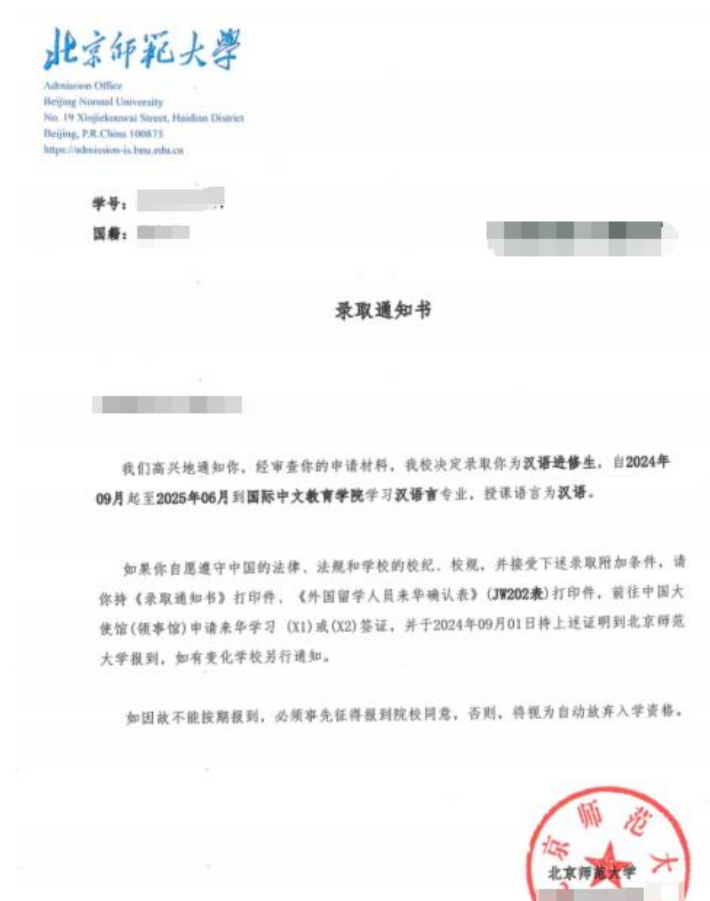 北京师范大学
Admission Office
Beijing Normal University
No. 19 Xinjiekouwai Street, Haidian District
Beijing, P.R.China 100875
https://admission-is.bnu.edu.cn
学号：
国籍：
录取通知书
我们高兴地通知你，经审查你的申请材料，我校决定录取你为汉语进修生，自2024年
09月起至2025年06月到国际中文教育学院学习汉语言专业，授课语言为汉语。
如果你自愿遵守中国的法律、法规和学校的校纪、校规，并接受下述录取附加条件，请
你持《录取通知书》打印件、《外国留学人员来华确认表》(JW202表)打印件，前往中国大
使馆(领事馆)申请来华学习 (X1)或(X2)签证，并于2024年09月01日持上述证明到北京师范
大学报到，如有变化学校另行通知。
如因故不能按期报到，必须事先征得报到院校同意，否则，将视为自动放弃入学资格。
京师范大
北京师范大学